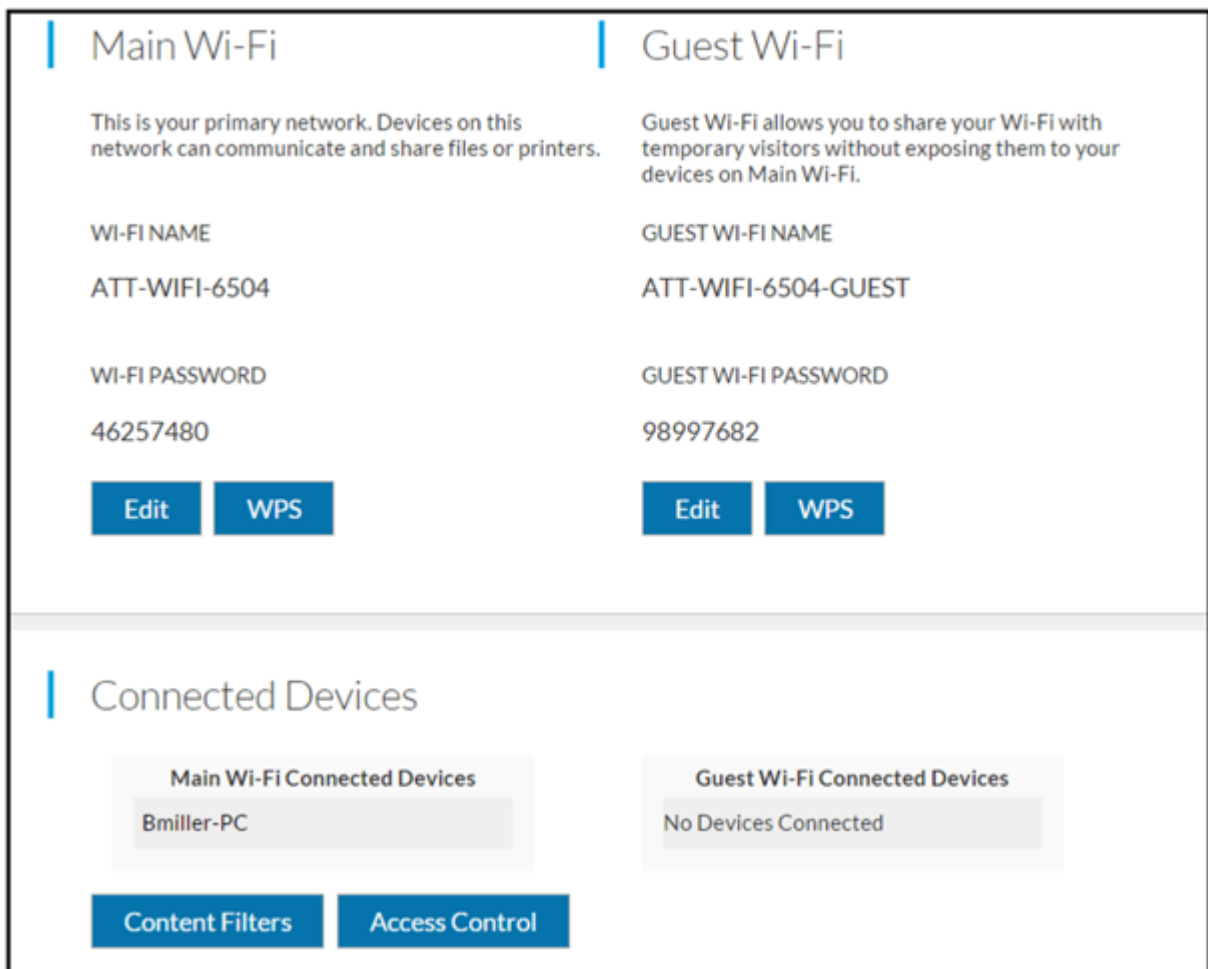 Main Wi-Fi
This is your primary network. Devices on this
network can communicate and share files or printers.
WI-FI NAME
ATT-WIFI-6504
WI-FI PASSWORD
46257480
Edit
WPS
Guest Wi-Fi
Guest Wi-Fi allows you to share your Wi-Fi with
temporary visitors without exposing them to your
devices on Main Wi-Fi.
GUEST WI-FI NAME
ATT-WIFI-6504-GUEST
GUEST WI-FI PASSWORD
98997682
Edit
WPS
Connected Devices
Main Wi-Fi Connected Devices
Bmiller-PC
Guest Wi-Fi Connected Devices
No Devices Connected
Content Filters
Access Control